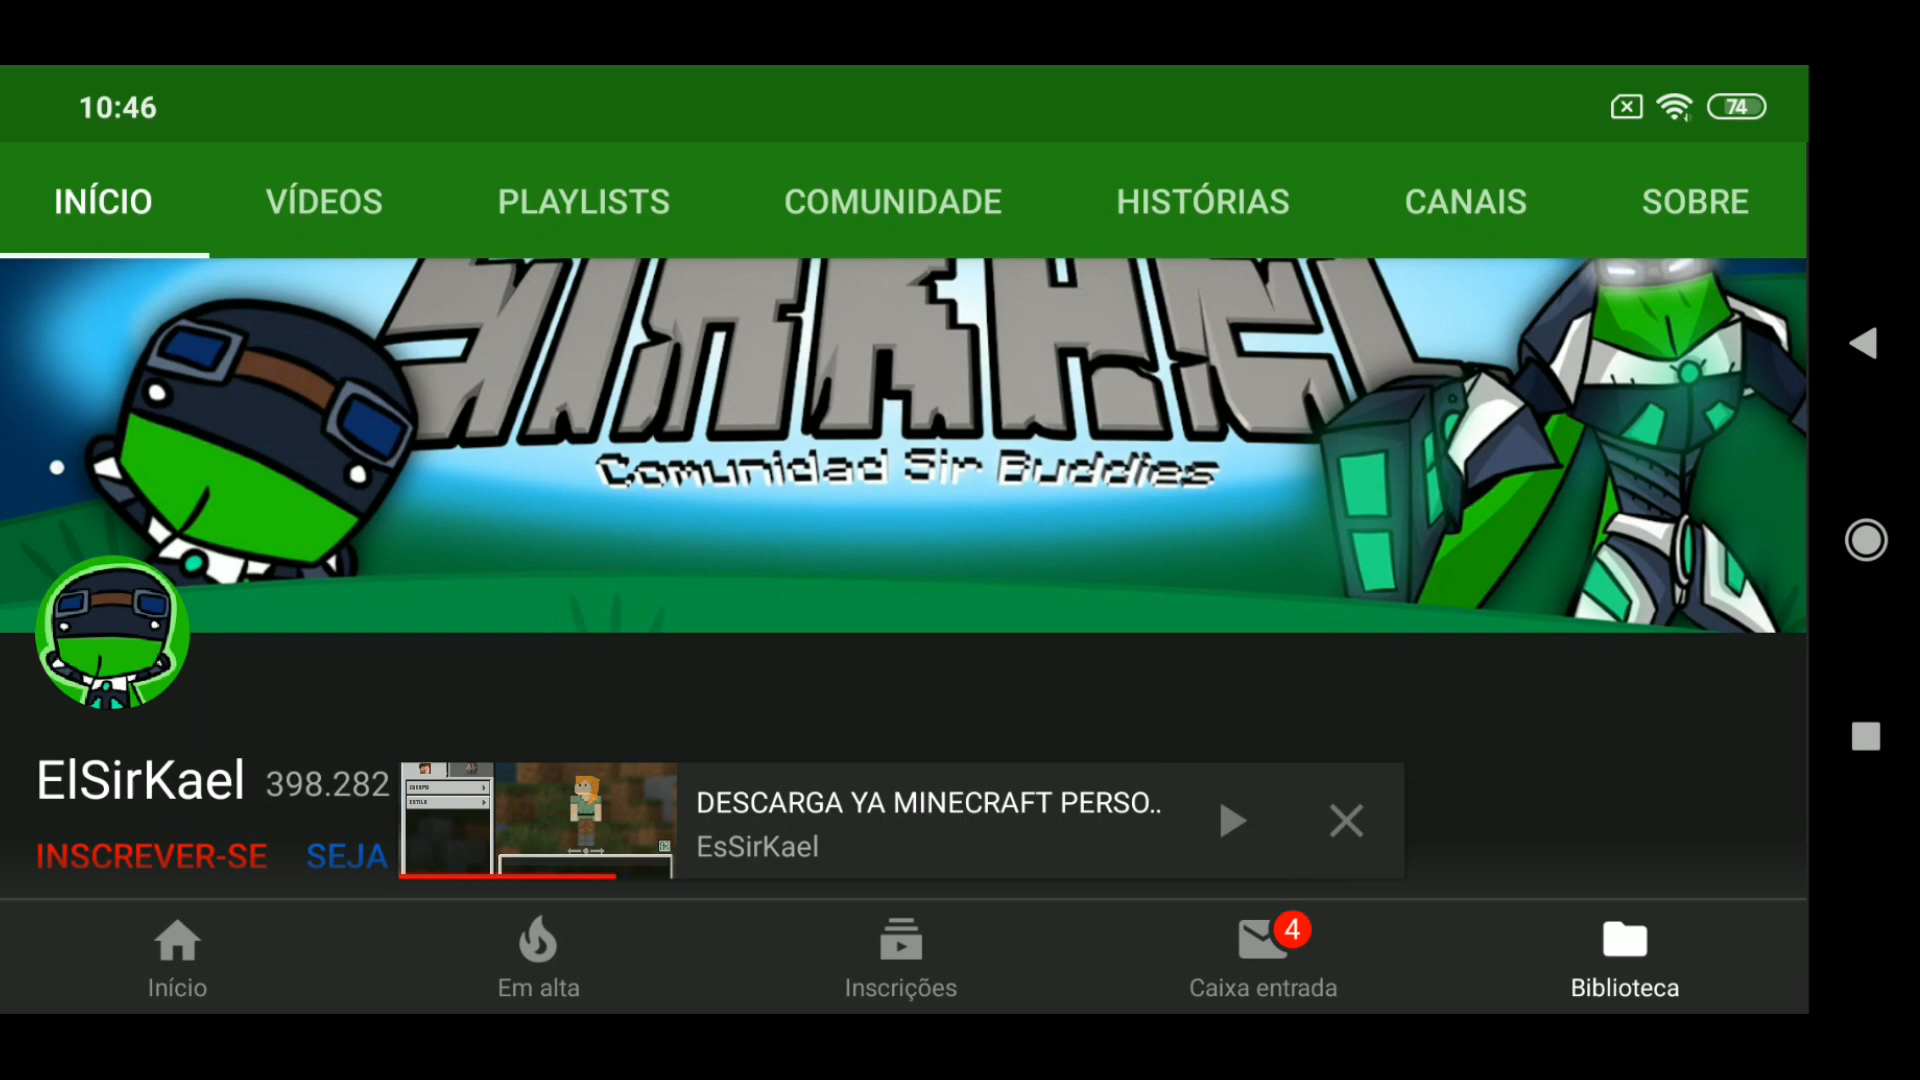 10:46
74
INÍCIO
VÍDEOS
PLAYLISTS
COMUNIDADE
HISTÓRIAS
CANAIS
SOBRE
Comunidad Sir Buddies
ElSirKael 398.282
INSCREVER-SE SEJA
DESCARGA YA MINECRAFT PERSO..
EsSirKael
4
Início
Em alta
Inscrições
Caixa entrada
Biblioteca